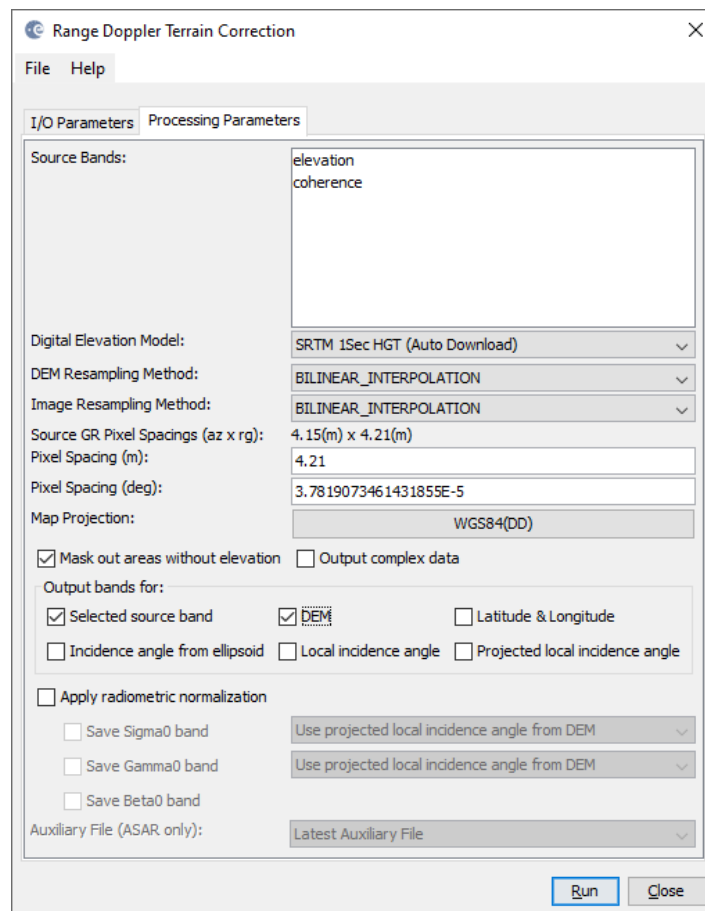 Range Doppler Terrain Correction
File Help
I/O Parameters Processing Parameters
Source Bands: elevation
coherence
Digital Elevation Model: SRTM 1Sec HGT (Auto Download)
DEM Resampling Method: BILINEAR_INTERPOLATION
Image Resampling Method: BILINEAR_INTERPOLATION
Source GR Pixel Spacings (az x rg): 4.15(m) x 4.21(m)
Pixel Spacing (m): 4.21
Pixel Spacing (deg): 3.7819073461431855E-5
Map Projection: WGS84(DD)
Mask out areas without elevation Output complex data
Output bands for:
Selected source band DEM Latitude & Longitude
Incidence angle from ellipsoid Local incidence angle Projected local incidence angle
Apply radiometric normalization
Save Sigma0 band Use projected local incidence angle from DEM
Save Gamma0 band Use projected local incidence angle from DEM
Save Beta0 band
Auxiliary File (ASAR only): Latest Auxiliary File
Run Close